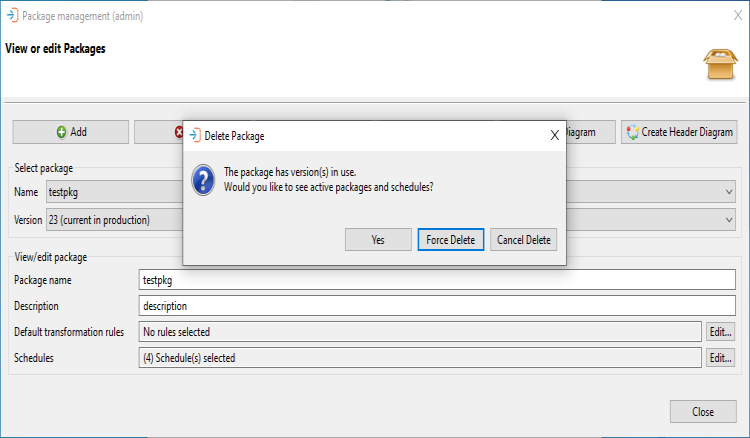 Package management (admin)
X
View or edit Packages
Add
Diagram
Create Header Diagram
Select package
Name
testpkg
Version
23 (current in production)
Delete Package
X
The package has version(s) in use.
Would you like to see active packages and schedules?
Yes
Force Delete
Cancel Delete
View/edit package
Package name
testpkg
Description
description
Default transformation rules
No rules selected
Edit...
Schedules
(4) Schedule(s) selected
Edit...
Close